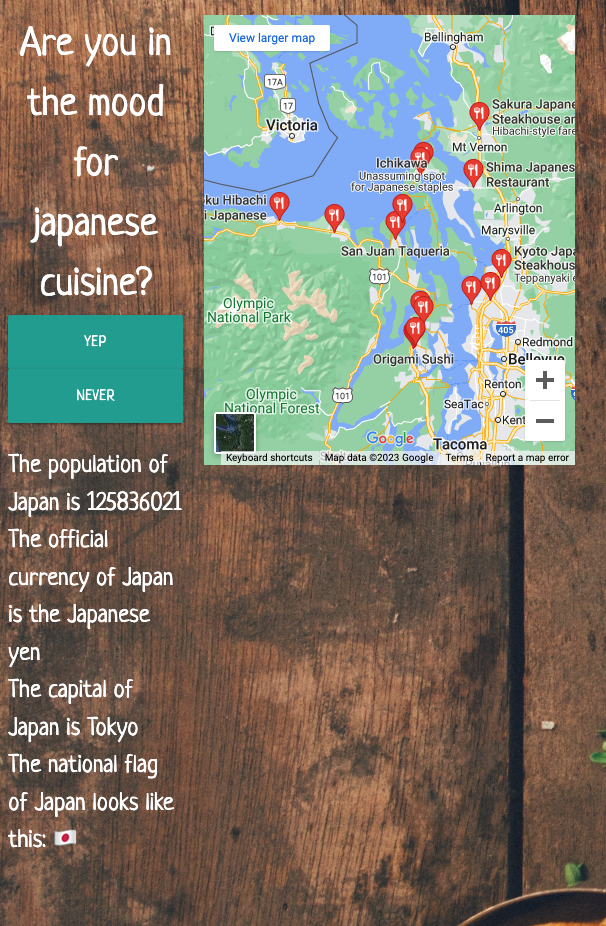 Are you in
the mood
for
japanese
cuisine?
YEP
NEVER
The population of
Japan is 125836021
The official
currency of Japan
is the Japanese
yen
The capital of
Japan is Tokyo
The national flag
of Japan looks like
this: 🇯🇵
View larger map
Bellingham
17A
17
Victoria
Sakura Japane
Steakhouse an
Hibachi-style fare
Mt Vernon
Ichikawa
Unassuming spot
for Japanese staples
Shima Japanes
Restaurant
ku Hibachi
i Japanese
Arlington
Marysville
San Juan Taqueria
Kyoto Japa
Steakhous
Teppanyaki
101
Olympic
National Park
405
Redmond
Origami Sushi
Bellevue
Renton
Olympic
National Forest
101
SeaTac
Kent
Google
Tacoma
Keyboard shortcuts
Map data ©2023 Google
Terms
Report a map error